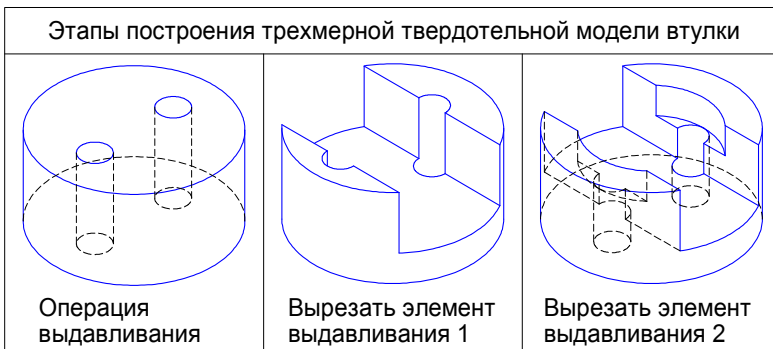 Этапы построения трехмерной твердотельной модели втулки
Операция
выдавливания
Вырезать элемент
выдавливания 1
Вырезать элемент
выдавливания 2